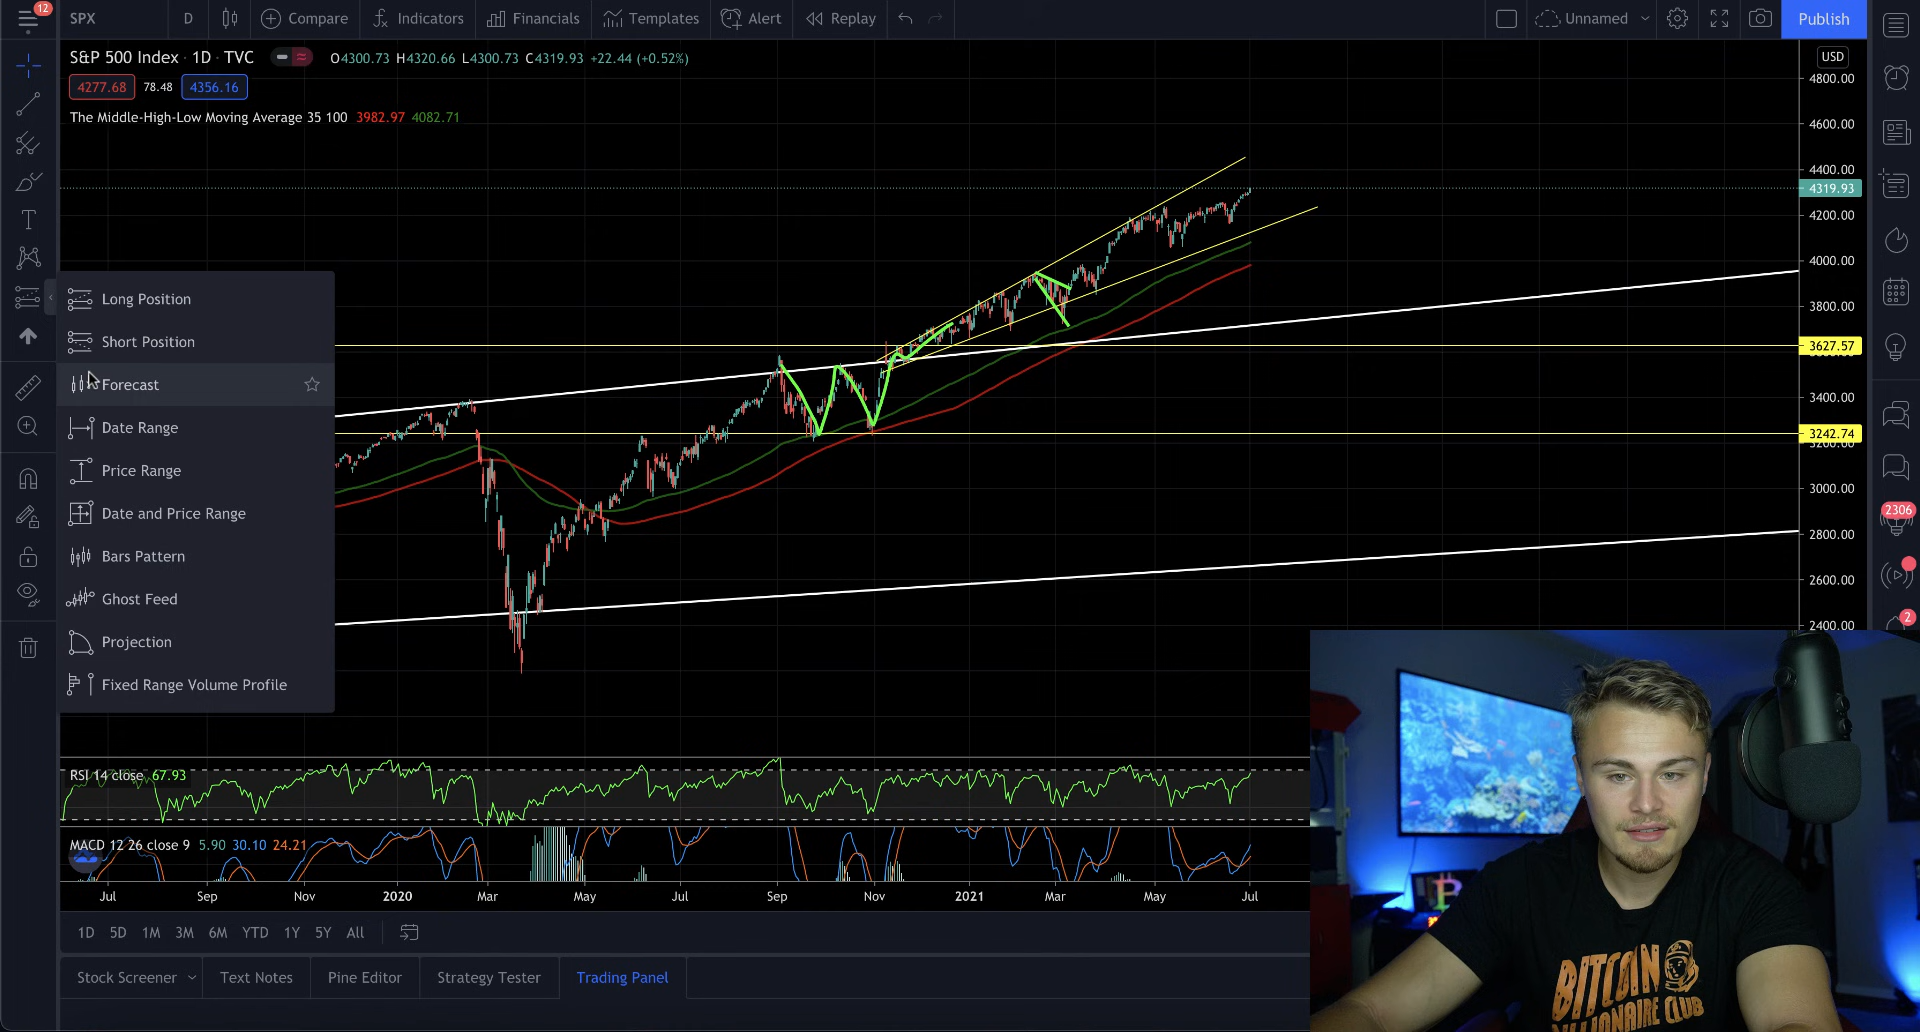 12
SPX D Compare Indicators Financials Templates Alert Replay Unnamed Publish
S&P 500 Index · 1D · TVC O4300.73 H4320.66 L4300.73 C4319.93 +22.44 (+0.52%)
USD
4277.68 78.48 4356.16
The Middle-High-Low Moving Average 35 100 3982.97 4082.71
4800.00
4600.00
4400.00
4319.93
4200.00
4000.00
3800.00
3627.57
3400.00
3242.74
3000.00
2800.00
2600.00
2400.00
Long Position
Short Position
Forecast
Date Range
Price Range
Date and Price Range
Bars Pattern
Ghost Feed
Projection
Fixed Range Volume Profile
2306
2
RSI 14 close 67.93
MACD 12 26 close 9 5.90 30.10 24.21
Jul Sep Nov 2020 Mar May Jul Sep Nov 2021 Mar May Jul
1D 5D 1M 3M 6M YTD 1Y 5Y All
Stock Screener Text Notes Pine Editor Strategy Tester Trading Panel
BITCOIN